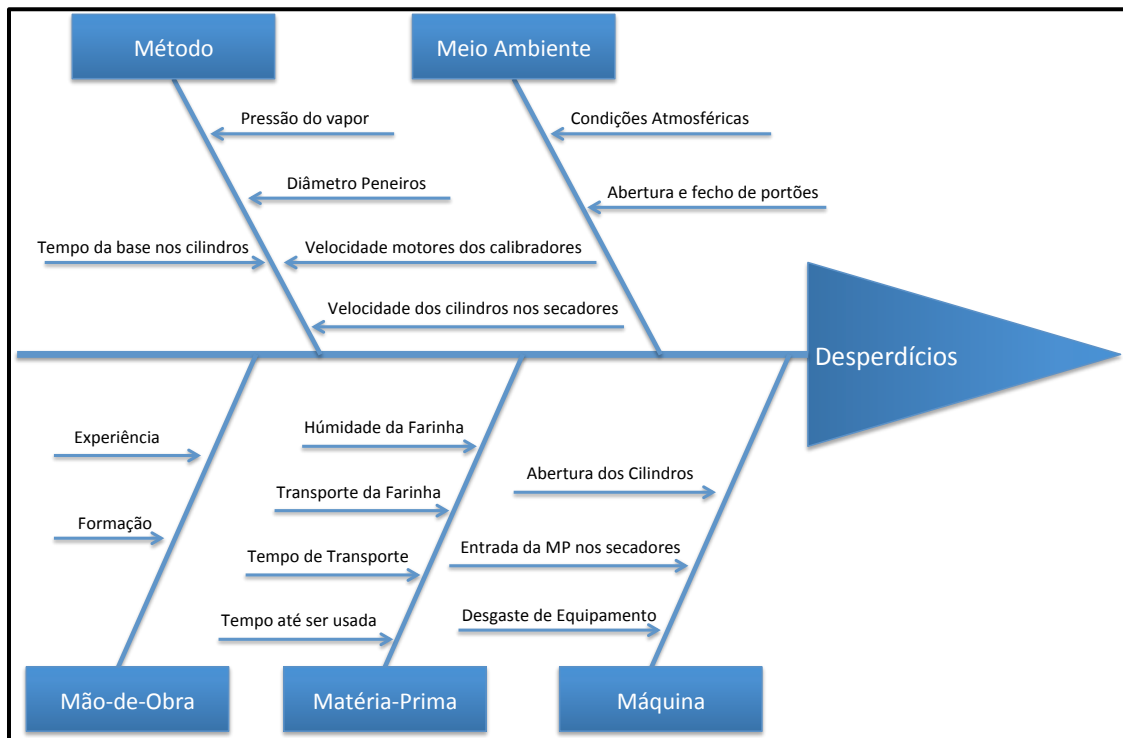 Método
Meio Ambiente
Pressão do vapor
Condições Atmosféricas
Diâmetro Peneiros
Abertura e fecho de portões
Tempo da base nos cilindros
Velocidade motores dos calibradores
Velocidade dos cilindros nos secadores
Desperdícios
Húmidade da Farinha
Experiência
Abertura dos Cilindros
Transporte da Farinha
Formação
Entrada da MP nos secadores
Tempo de Transporte
Desgaste de Equipamento
Tempo até ser usada
Mão-de-Obra
Matéria-Prima
Máquina